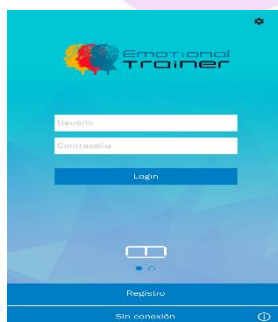 Emotional
Trainer
Usuario
Contraseña
Login
Registro
Sin conexión